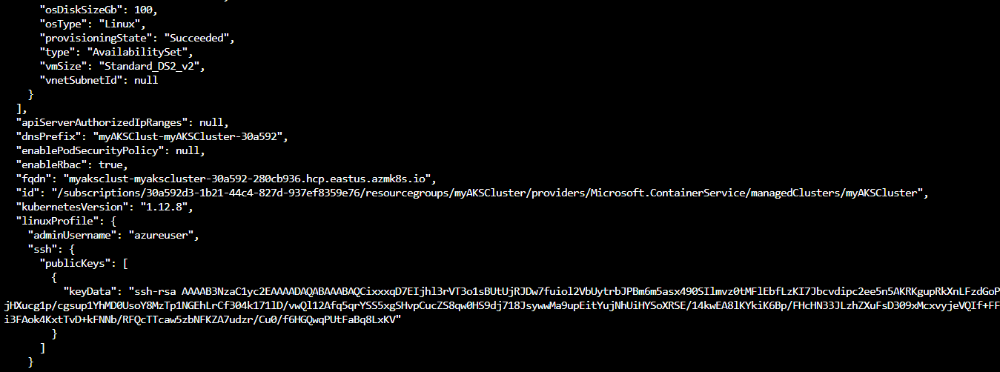 "osDiskSizeGb": 100,
"osType": "Linux",
"provisioningState": "Succeeded",
"type": "AvailabilitySet",
"vmSize": "Standard_DS2_v2",
"vnetSubnetId": null
}
],
"apiServerAuthorizedIpRanges": null,
"dnsPrefix": "myAKSClust-myAKSCluster-30a592",
"enablePodSecurityPolicy": null,
"enableRbac": true,
"fqdn": "myaksclust-myakscluster-30a592-280cb936.hcp.eastus.azmk8s.io",
"id": "/subscriptions/30a592d3-1b21-44c4-827d-937ef8359e76/resourcegroups/myAKSCluster/providers/Microsoft.ContainerService/managedClusters/myAKSCluster",
"kubernetesVersion": "1.12.8",
"linuxProfile": {
"adminUsername": "azureuser",
"ssh": {
"publicKeys": [
{
"keyData": "ssh-rsa AAAAB3NzaC1yc2EAAAADAQABAAABAQCixxxqD7EIjhl3rVT3o1sBUtUjRJDw7fuiol2VbUytrbJPBm6m5asx490SIlmvz0tMFlEbfLzKI7Jbcvdipc2ee5n5AKRKgupRkXnLFzdGoP
jHXucg1p/cgsup1YhMD0UsoY8MzTp1NGEhLrCf304k171lD/vwQl12Afq5qrYSS5xgSHvpCucZS8qw0HS9dj718JsywwMa9upEitYujNhUiHYSoXRSE/14kwEA8lKYkiK6Bp/FHcHN33JLzhZXuFsD309xMcxvyjeVQIf+FF
i3FAok4KxtTvD+kFNNb/RFQcTTcaw5zbNFKZA7udzr/Cu0/f6HGQwqPUtFaBq8LxKV"
}
]
}